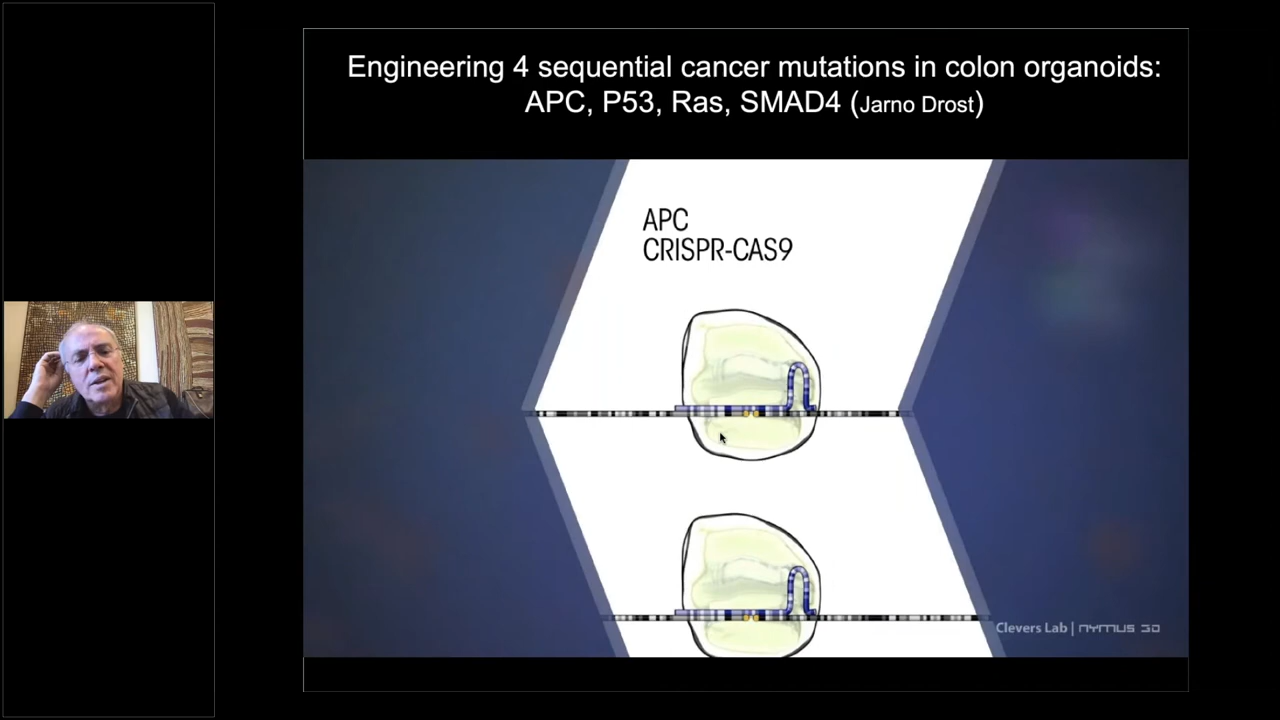 Engineering 4 sequential cancer mutations in colon organoids:
APC, P53, Ras, SMAD4 (Jarno Drost)
APC
CRISPR-CAS9
Clevers Lab | NYMUS 3D